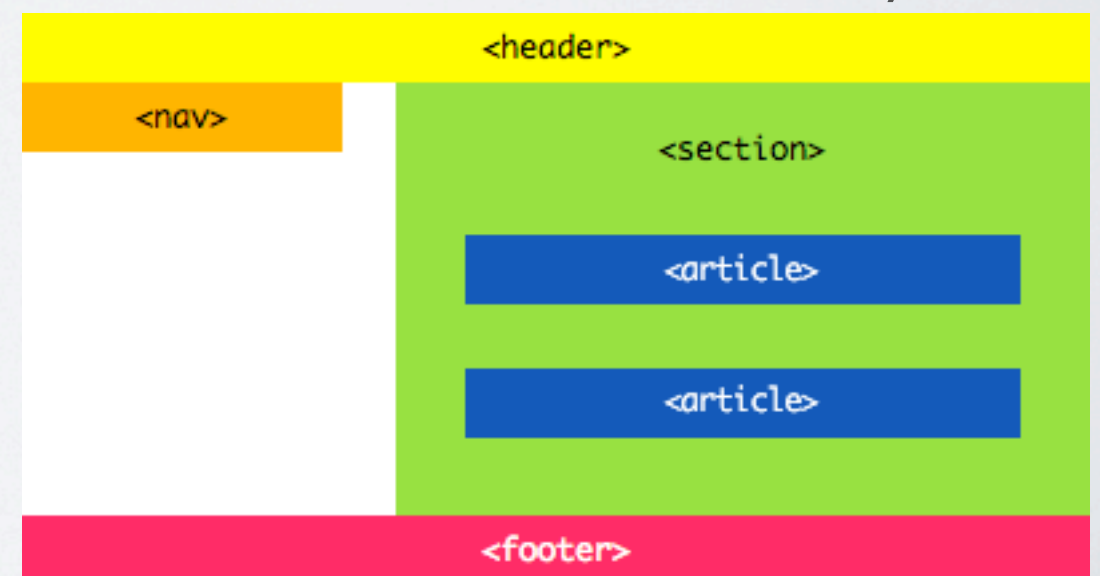 <header>
<nav>
<section>
<article>
<article>
<footer>